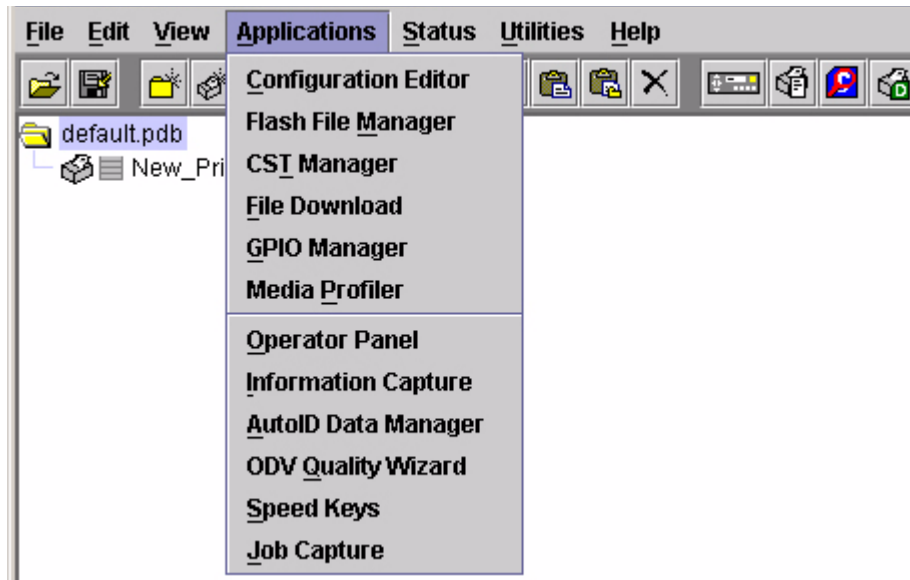 File Edit View Applications Status Utilities Help
Configuration Editor
Flash File Manager
default.pdb
CST Manager
New_Pri
File Download
GPIO Manager
Media Profiler
Operator Panel
Information Capture
AutoID Data Manager
ODV Quality Wizard
Speed Keys
Job Capture